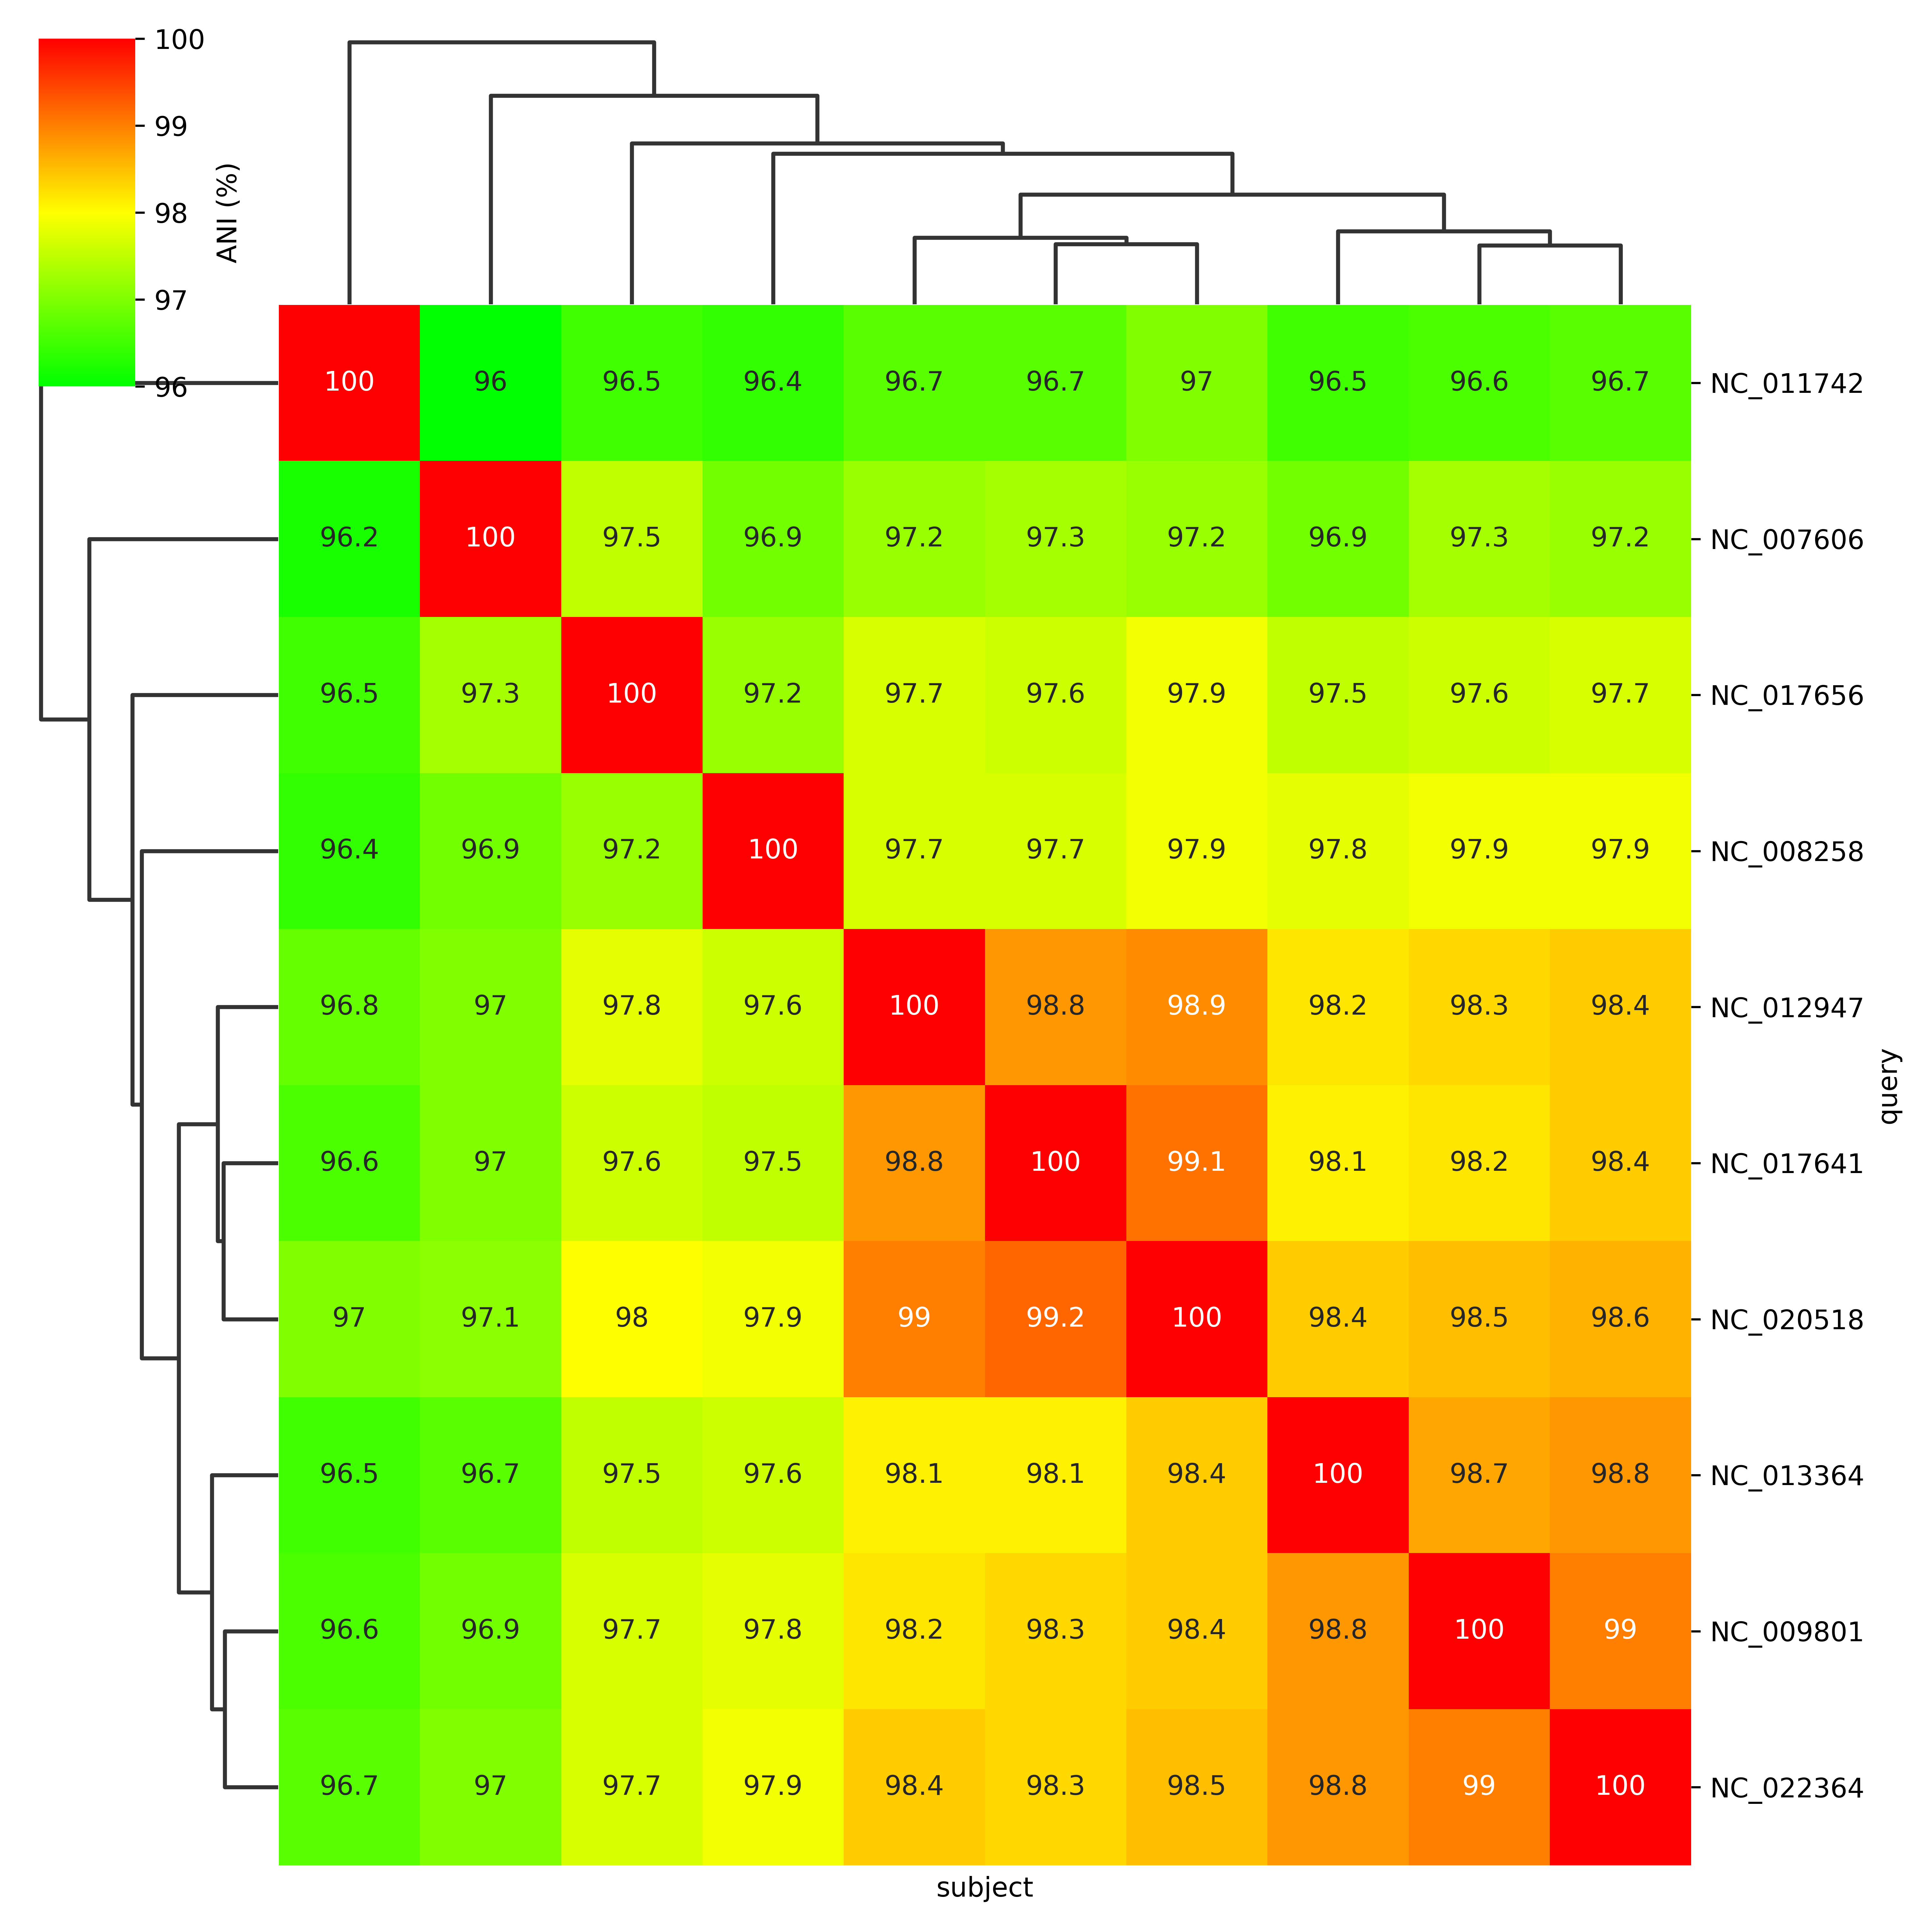 100
99
98
97
96
ANI (%)
100 96 96.5 96.4 96.7 96.7 97 96.5 96.6 96.7 NC_011742
96.2 100 97.5 96.9 97.2 97.3 97.2 96.9 97.3 97.2 NC_007606
96.5 97.3 100 97.2 97.7 97.6 97.9 97.5 97.6 97.7 NC_017656
96.4 96.9 97.2 100 97.7 97.7 97.9 97.8 97.9 97.9 NC_008258
96.8 97 97.8 97.6 100 98.8 98.9 98.2 98.3 98.4 NC_012947
96.6 97 97.6 97.5 98.8 100 99.1 98.1 98.2 98.4 NC_017641
97 97.1 98 97.9 99 99.2 100 98.4 98.5 98.6 NC_020518
96.5 96.7 97.5 97.6 98.1 98.1 98.4 100 98.7 98.8 NC_013364
96.6 96.9 97.7 97.8 98.2 98.3 98.4 98.8 100 99 NC_009801
96.7 97 97.7 97.9 98.4 98.3 98.5 98.8 99 100 NC_022364
query
subject